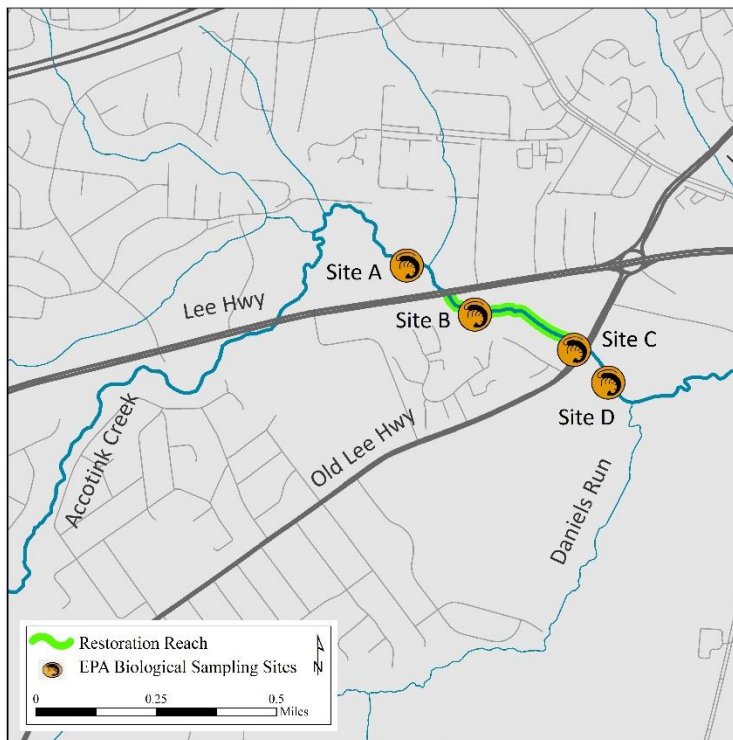 Site A
Lee Hwy
Site B
Site C
Site D
Old Lee Hwy
Accotink Creek
Daniels Run
Restoration Reach
N
EPA Biological Sampling Sites
0 0.25 0.5
Miles